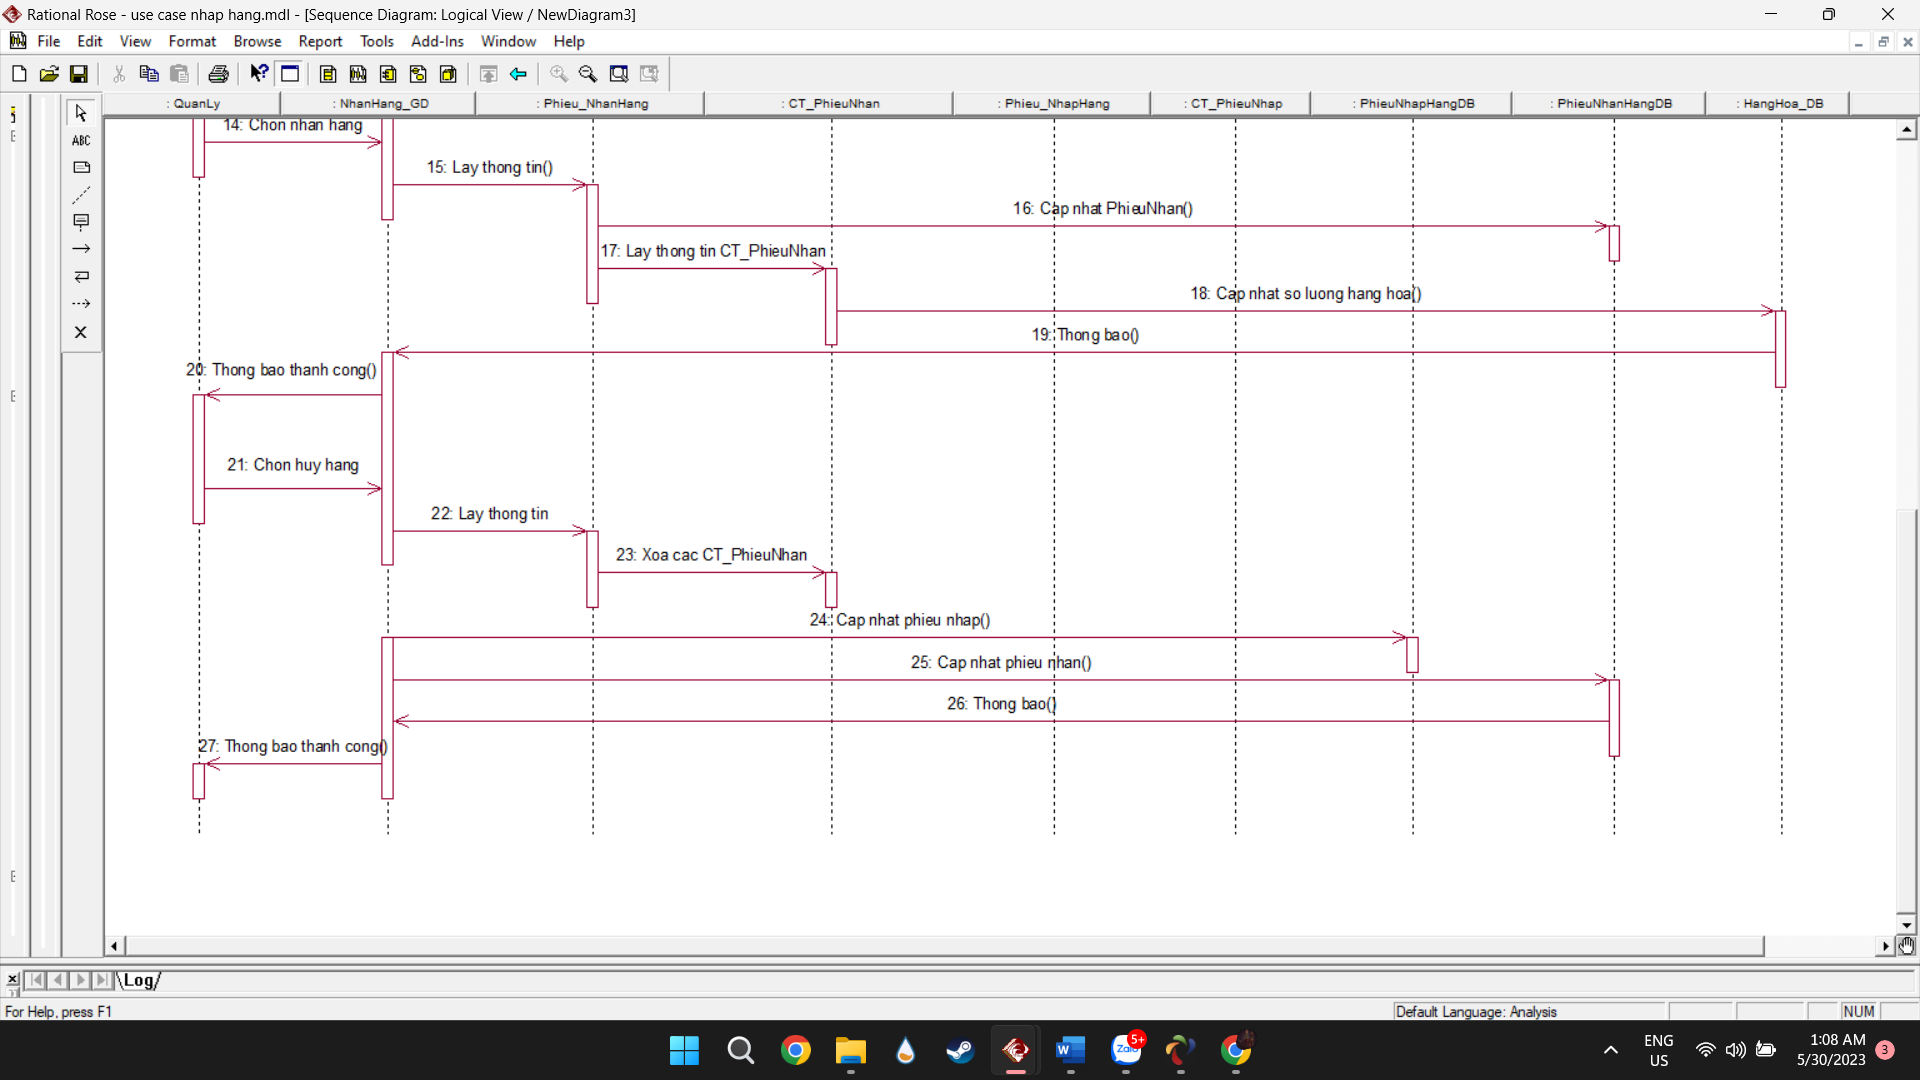 Rational Rose - use case nhap hang.mdl - [Sequence Diagram: Logical View / NewDiagram3]
File Edit View Format Browse Report Tools Add-Ins Window Help
: QuanLy : NhanHang_GD : Phieu_NhanHang : CT_PhieuNhan : Phieu_NhapHang : CT_PhieuNhap : PhieuNhapHangDB : PhieuNhanHangDB : HangHoa_DB
ABC
14: Chon nhan hang
15: Lay thong tin()
16: Cap nhat PhieuNhan()
17: Lay thong tin CT_PhieuNhan
18: Cap nhat so luong hang hoa()
19: Thong bao()
20: Thong bao thanh cong()
21: Chon huy hang
22: Lay thong tin
23: Xoa cac CT_PhieuNhan
24: Cap nhat phieu nhap()
25: Cap nhat phieu nhan()
26: Thong bao()
27: Thong bao thanh cong()
\Log/
For Help, press F1
Default Language: Analysis
NUM
W
Zalo
5+
ENG
US
1:08 AM
5/30/2023
3